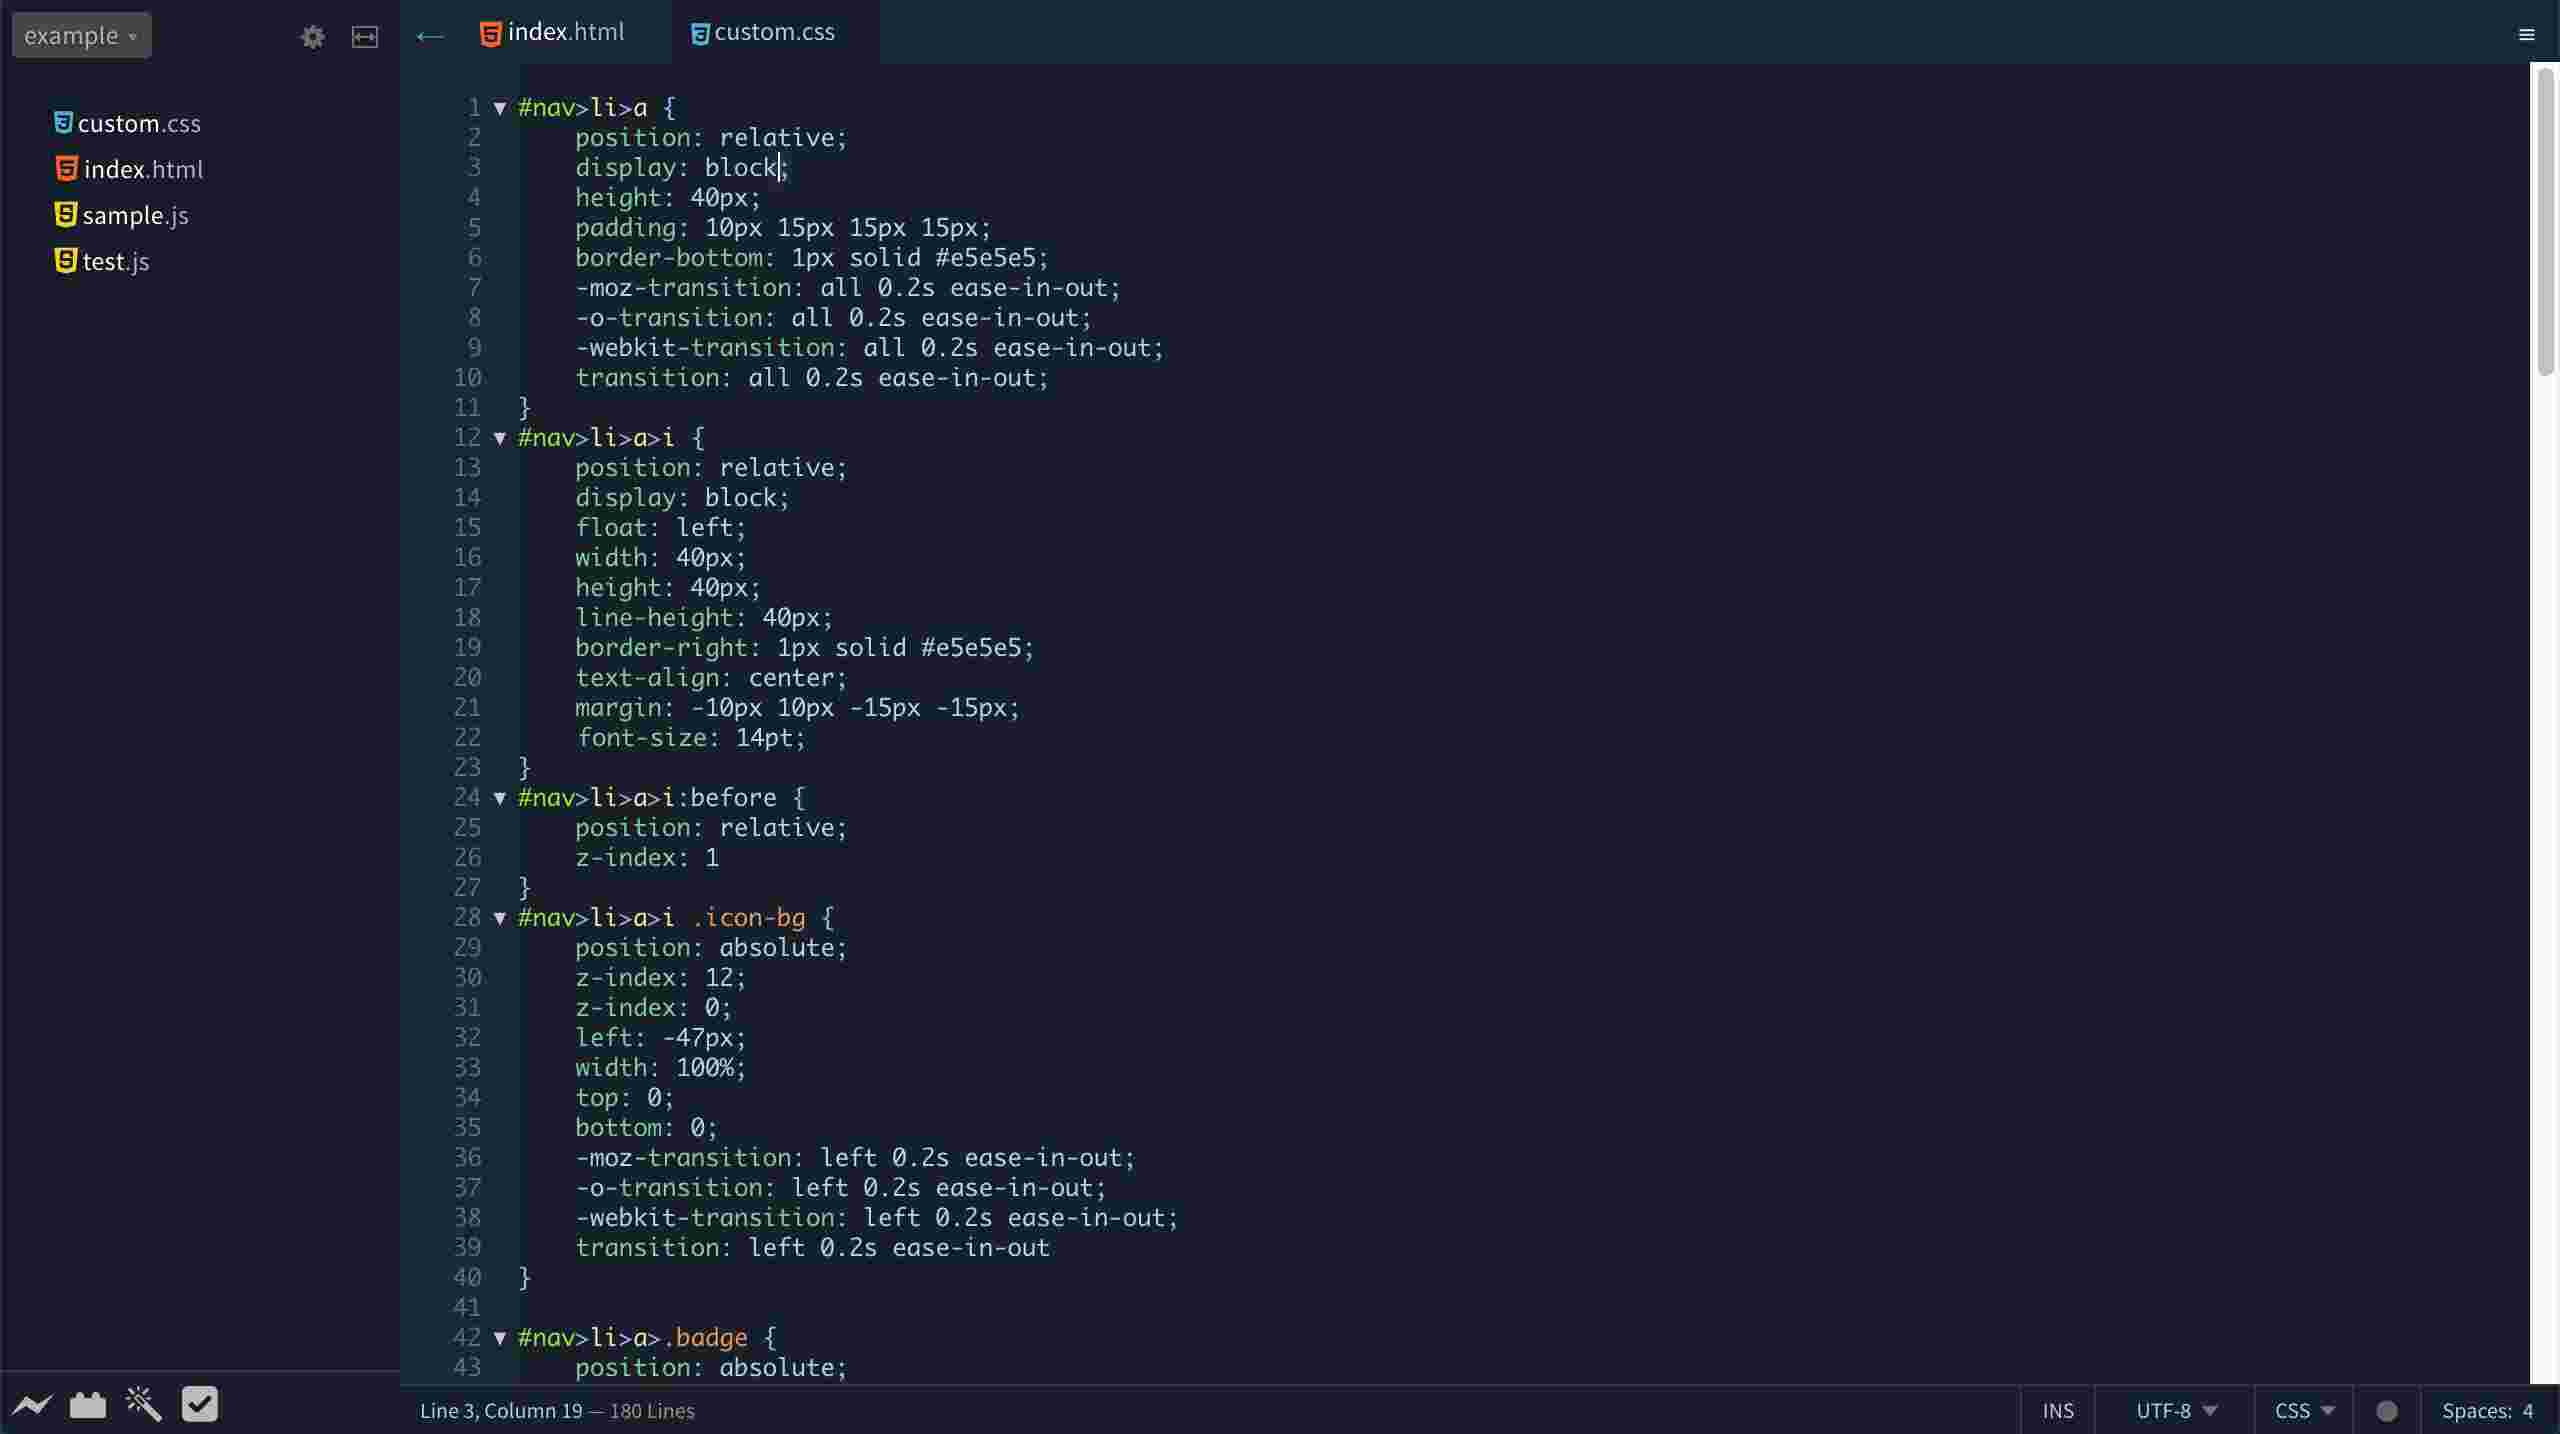 example
custom.css
index.html
sample.js
test.js
index.html
custom.css
1 #nav>li>a {
2 position: relative;
3 display: block;
4 height: 40px;
5 padding: 10px 15px 15px 15px;
6 border-bottom: 1px solid #e5e5e5;
7 -moz-transition: all 0.2s ease-in-out;
8 -o-transition: all 0.2s ease-in-out;
9 -webkit-transition: all 0.2s ease-in-out;
10 transition: all 0.2s ease-in-out;
11 }
12 #nav>li>a>i {
13 position: relative;
14 display: block;
15 float: left;
16 width: 40px;
17 height: 40px;
18 line-height: 40px;
19 border-right: 1px solid #e5e5e5;
20 text-align: center;
21 margin: -10px 10px -15px -15px;
22 font-size: 14pt;
23 }
24 #nav>li>a>i:before {
25 position: relative;
26 z-index: 1
27 }
28 #nav>li>a>i .icon-bg {
29 position: absolute;
30 z-index: 12;
31 z-index: 0;
32 left: -47px;
33 width: 100%;
34 top: 0;
35 bottom: 0;
36 -moz-transition: left 0.2s ease-in-out;
37 -o-transition: left 0.2s ease-in-out;
38 -webkit-transition: left 0.2s ease-in-out;
39 transition: left 0.2s ease-in-out
40 }
41
42 #nav>li>a>.badge {
43 position: absolute;
Line 3, Column 19 — 180 Lines
INS
UTF-8
CSS
Spaces: 4